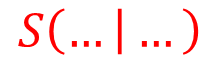 S(… | …)